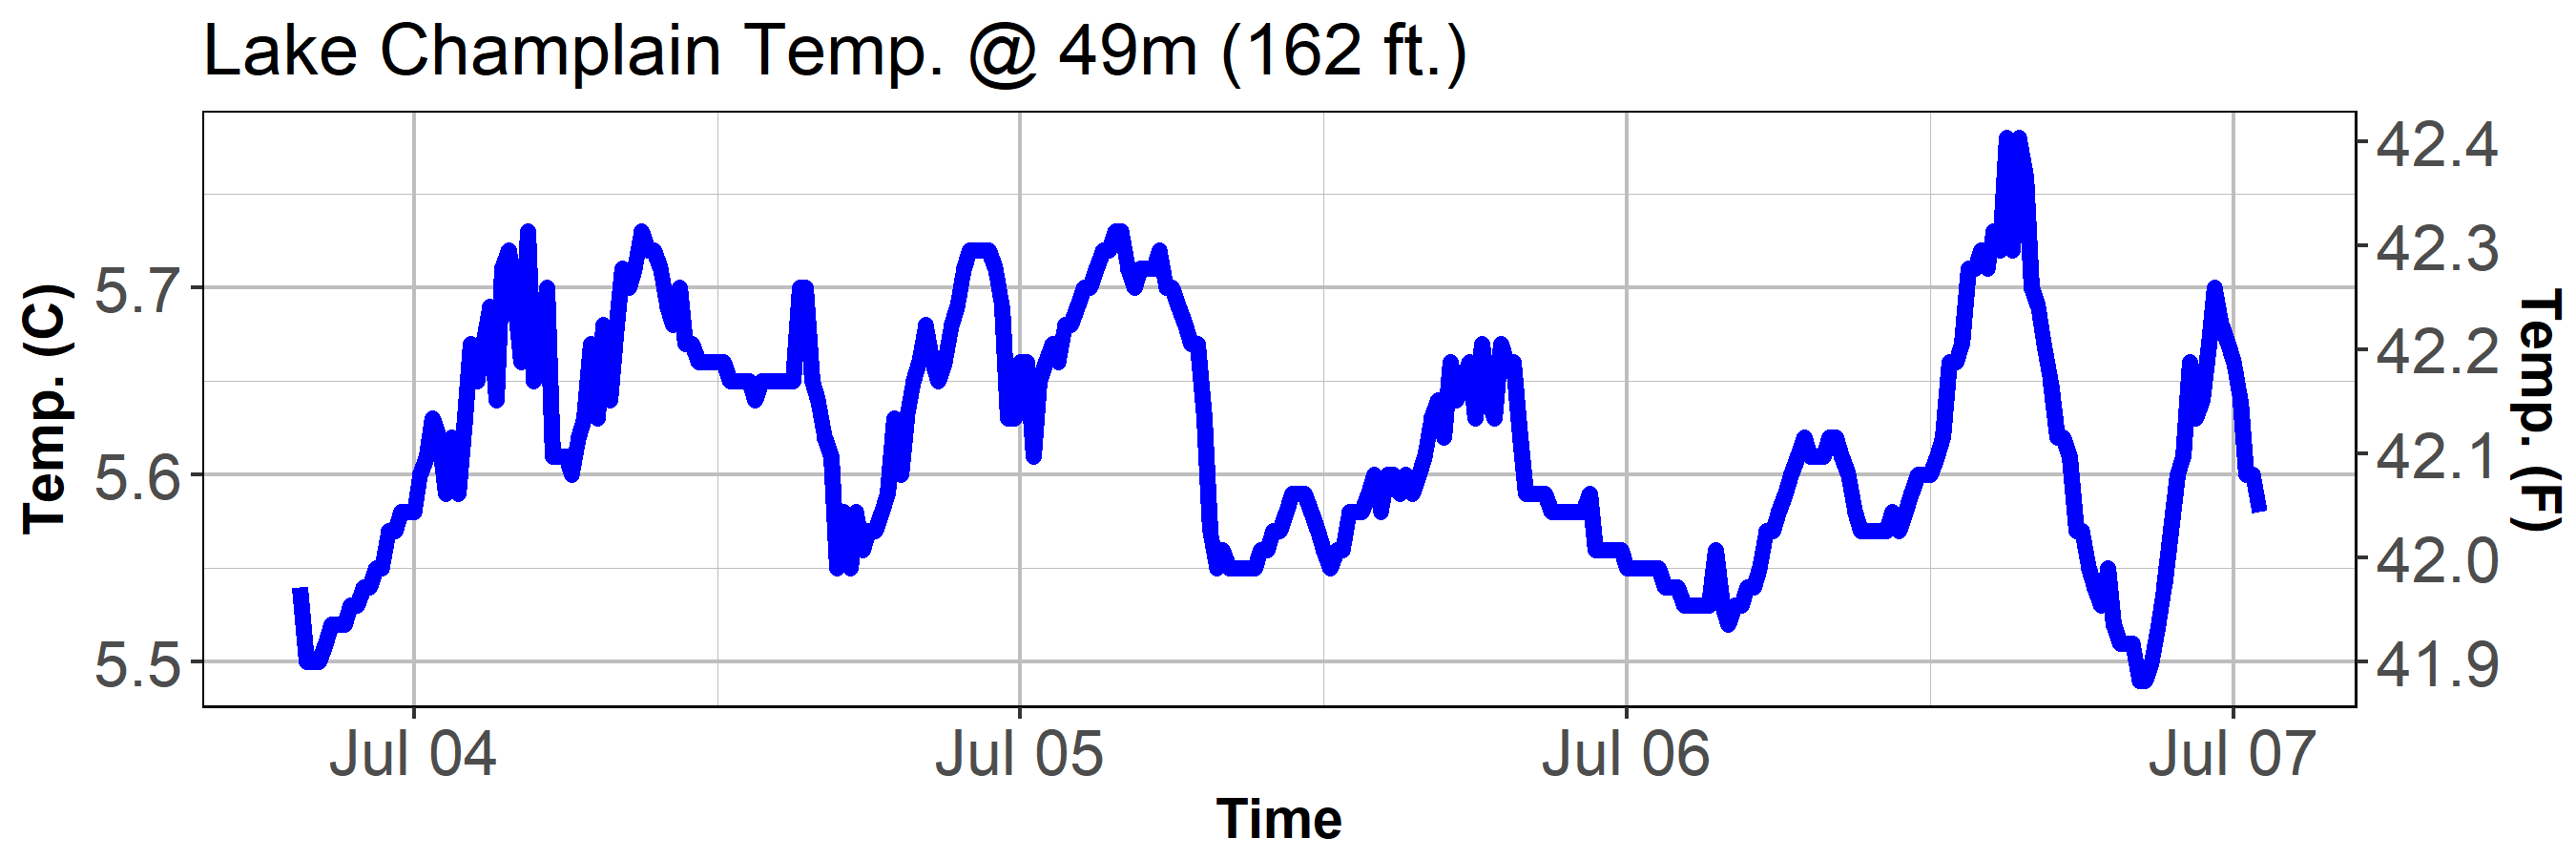 Lake Champlain Temp. @ 49m (162 ft.)
Temp. (C)
5.7
5.6
5.5
42.4
42.3
42.2
42.1
42.0
41.9
Temp. (F)
Jul 04 Jul 05 Jul 06 Jul 07
Time